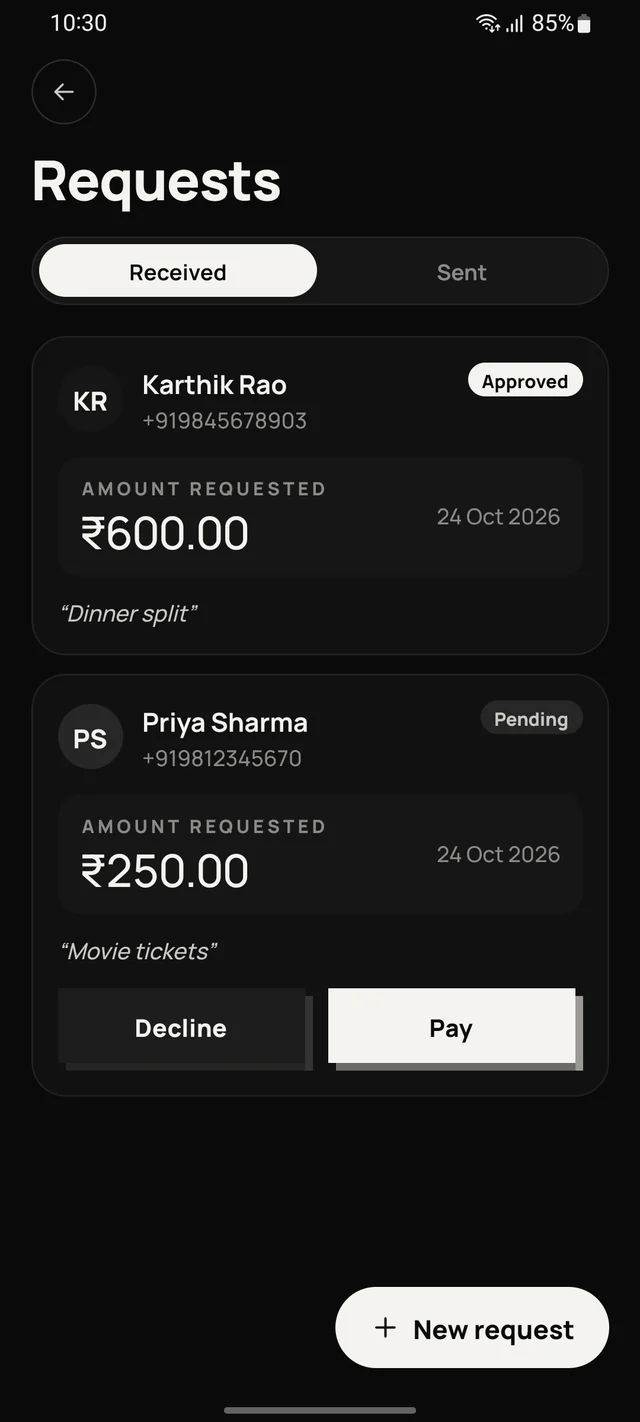 10:30
85%
Requests
Received
Sent
KR
Karthik Rao
+919845678903
Approved
AMOUNT REQUESTED
₹600.00
24 Oct 2026
“Dinner split”
PS
Priya Sharma
+919812345670
Pending
AMOUNT REQUESTED
₹250.00
24 Oct 2026
“Movie tickets”
Decline
Pay
+ New request